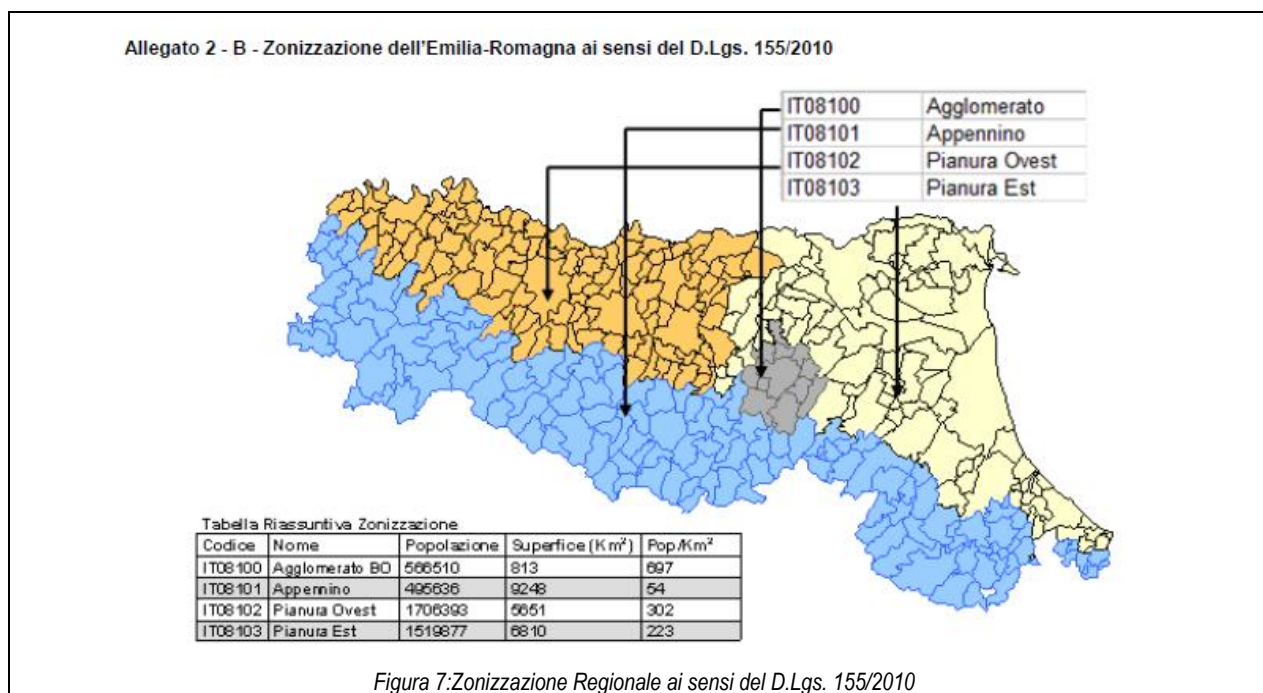 Allegato 2 - B - Zonizzazione dell'Emilia-Romagna ai sensi del D.Lgs. 155/2010
IT08100 Agglomerato
IT08101 Appennino
IT08102 Pianura Ovest
IT08103 Pianura Est
Tabella Riassuntiva Zonizzazione
Codice Nome Popolazione Superfice (Km²) Pop/Km²
IT08100 Agglomerato BO 566510 813 697
IT08101 Appennino 495636 9248 54
IT08102 Pianura Ovest 1706393 5651 302
IT08103 Pianura Est 1519877 6810 223
Figura 7:Zonizzazione Regionale ai sensi del D.Lgs. 155/2010